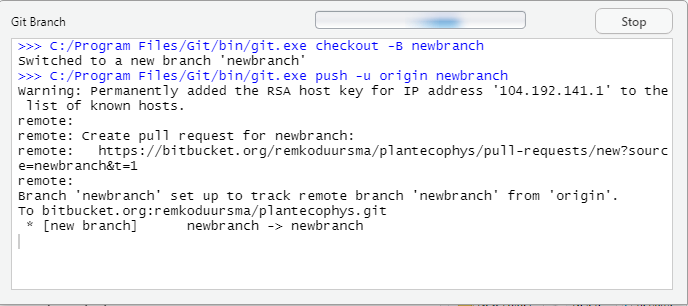 Git Branch
Stop
>>> C:/Program Files/Git/bin/git.exe checkout -B newbranch
Switched to a new branch 'newbranch'
>>> C:/Program Files/Git/bin/git.exe push -u origin newbranch
Warning: Permanently added the RSA host key for IP address '104.192.141.1' to the
list of known hosts.
remote:
remote: Create pull request for newbranch:
remote:   https://bitbucket.org/remkoduursma/plantecophys/pull-requests/new?sourc
e=newbranch&t=1
remote:
Branch 'newbranch' set up to track remote branch 'newbranch' from 'origin'.
To bitbucket.org:remkoduursma/plantecophys.git
 * [new branch]      newbranch -> newbranch